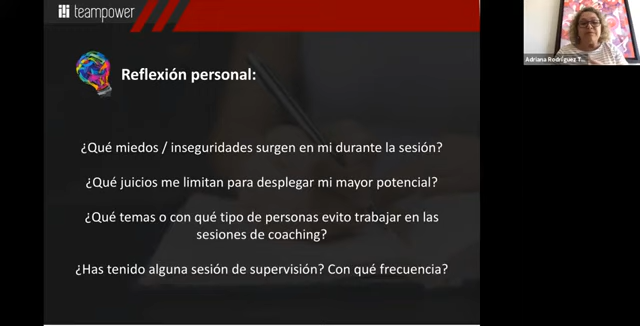 teampower
Reflexión personal:
¿Qué miedos / inseguridades surgen en mi durante la sesión?
¿Qué juicios me limitan para desplegar mi mayor potencial?
¿Qué temas o con qué tipo de personas evito trabajar en las
sesiones de coaching?
¿Has tenido alguna sesión de supervisión? Con qué frecuencia?
Adriana Rodríguez T...